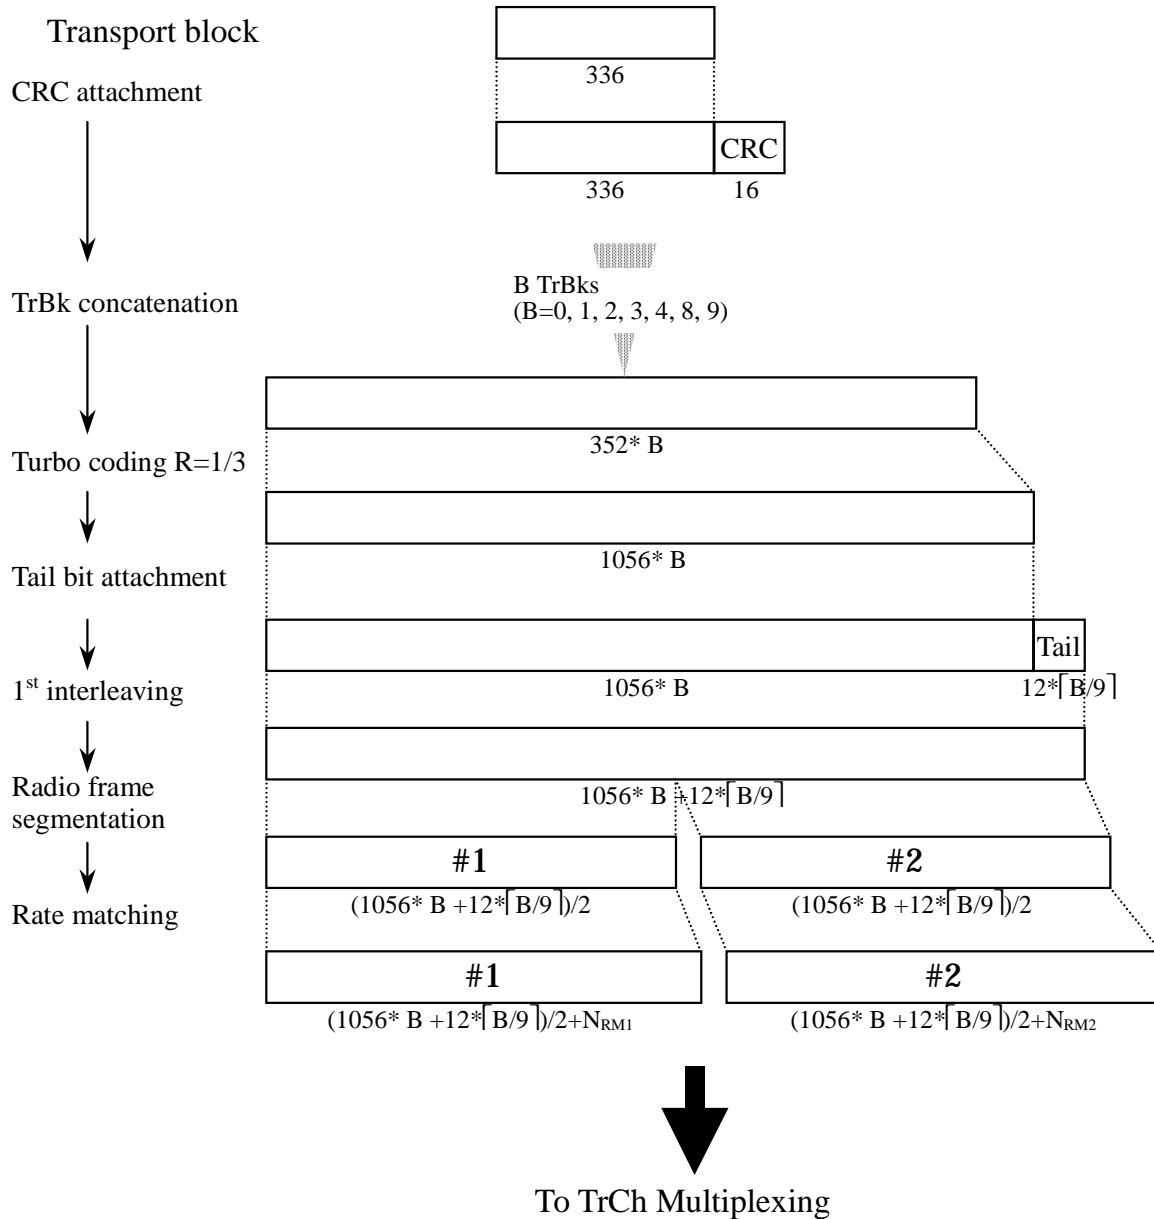 Transport block
336
CRC attachment
CRC
336 16
B TrBks
TrBk concatenation
(B=0, 1, 2, 3, 4, 8, 9)
352* B
Turbo coding R=1/3
1056* B
Tail bit attachment
Tail
1056* B 12*⌈B/9⌉
1st interleaving
Radio frame
segmentation
1056* B +12*⌈B/9⌉
#1 #2
(1056* B +12*⌈B/9⌉)/2 (1056* B +12*⌈B/9⌉)/2
Rate matching
#1 #2
(1056* B +12*⌈B/9⌉)/2+NRM1 (1056* B +12*⌈B/9⌉)/2+NRM2
To TrCh Multiplexing